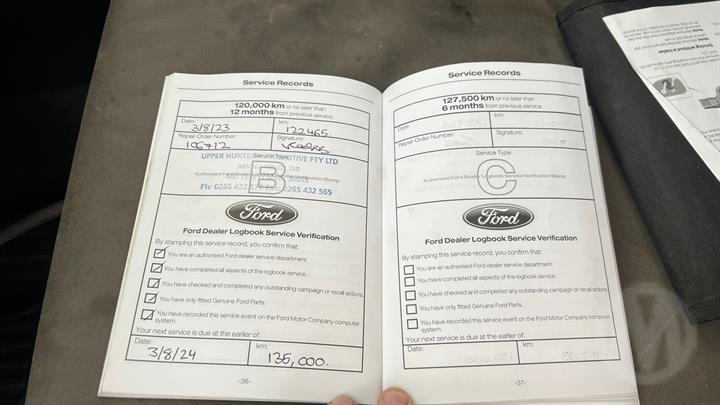 Service Records
120,000 km or no later than
12 months from previous service
Date:
3/8/23
km:
122465
Repair Order Number:
106712
Signature:
Service Type
B
UPPER HUNTER AUTOMOTIVE PTY LTD
Authorised Ford Dealer Logbook Service Verification Stamp
Ph: 0265 432 577 Fax 0265 432 565
Ford
Ford Dealer Logbook Service Verification
By stamping this service record, you confirm that:
You are an authorised Ford dealer service department.
You have completed all aspects of the logbook service.
You have checked and completed any outstanding campaign or recall actions.
You have only fitted Genuine Ford Parts.
You have recorded this service event on the Ford Motor Company computer
system.
Your next service is due at the earlier of:
Date:
3/8/24
km:
135,000.
-36-
Service Records
127,500 km or no later than
6 months from previous service
Date:
km:
Repair Order Number:
Signature:
Service Type
C
Authorised Ford Dealer Logbook Service Verification Stamp
Ford
Ford Dealer Logbook Service Verification
By stamping this service record, you confirm that:
You are an authorised Ford dealer service department.
You have completed all aspects of the logbook service.
You have checked and completed any outstanding campaign or recall actions.
You have only fitted Genuine Ford Parts.
You have recorded this service event on the Ford Motor Company computer
system.
Your next service is due at the earlier of:
Date:
km:
-37-
Driving without a trailer